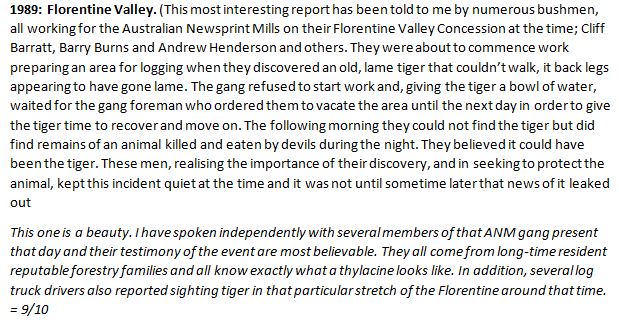 1989: Florentine Valley. (This most interesting report has been told to me by numerous bushmen,
all working for the Australian Newsprint Mills on their Florentine Valley Concession at the time; Cliff
Barratt, Barry Burns and Andrew Henderson and others. They were about to commence work
preparing an area for logging when they discovered an old, lame tiger that couldn't walk, it back legs
appearing to have gone lame. The gang refused to start work and, giving the tiger a bowl of water,
waited for the gang foreman who ordered them to vacate the area until the next day in order to give
the tiger time to recover and move on. The following morning they could not find the tiger but did
find remains of an animal killed and eaten by devils during the night. They believed it could have
been the tiger. These men, realising the importance of their discovery, and in seeking to protect the
animal, kept this incident quiet at the time and it was not until sometime later that news of it leaked
out
This one is a beauty. I have spoken independently with several members of that ANM gang present
that day and their testimony of the event are most believable. They all come from long-time resident
reputable forestry families and all know exactly what a thylacine looks like. In addition, several log
truck drivers also reported sighting tiger in that particular stretch of the Florentine around that time.
= 9/10